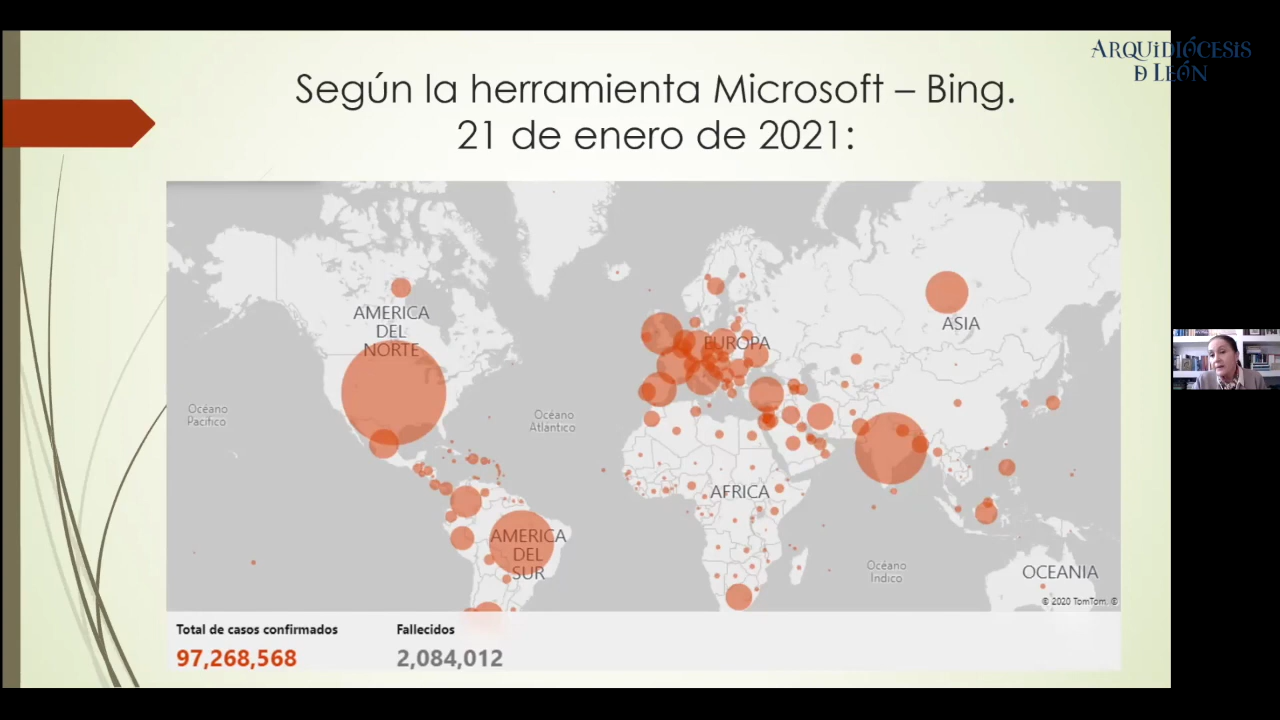 ARQUIDIÓCESIS
D LEÓN
Según la herramienta Microsoft – Bing.
21 de enero de 2021:
AMERICA
DEL
NORTE
EUROPA
ASIA
Océano
Pacífico
Océano
Atlántico
AFRICA
AMERICA
DEL
SUR
Océano
Índico
OCEANIA
© 2020 TomTom, ©
Total de casos confirmados
Fallecidos
97,268,568
2,084,012